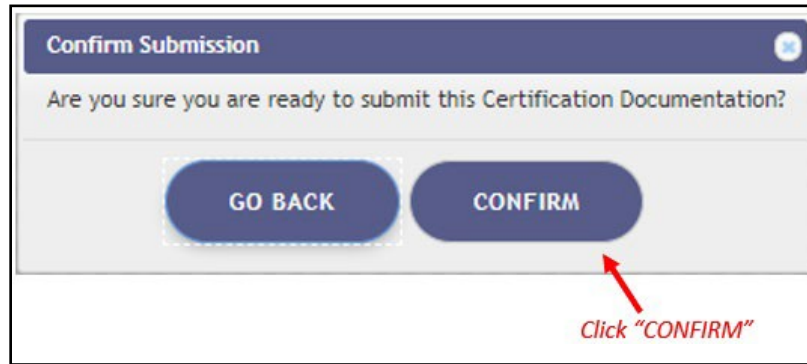 Confirm Submission
Are you sure you are ready to submit this Certification Documentation?
GO BACK CONFIRM
Click “CONFIRM”